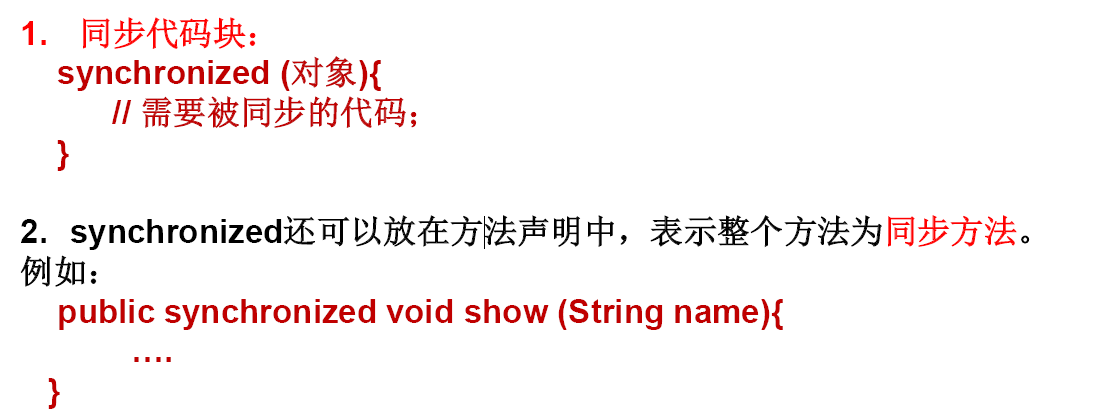 1. 同步代码块：
synchronized (对象){
// 需要被同步的代码；
}
2. synchronized还可以放在方法声明中，表示整个方法为同步方法。
例如：
public synchronized void show (String name){
….
}